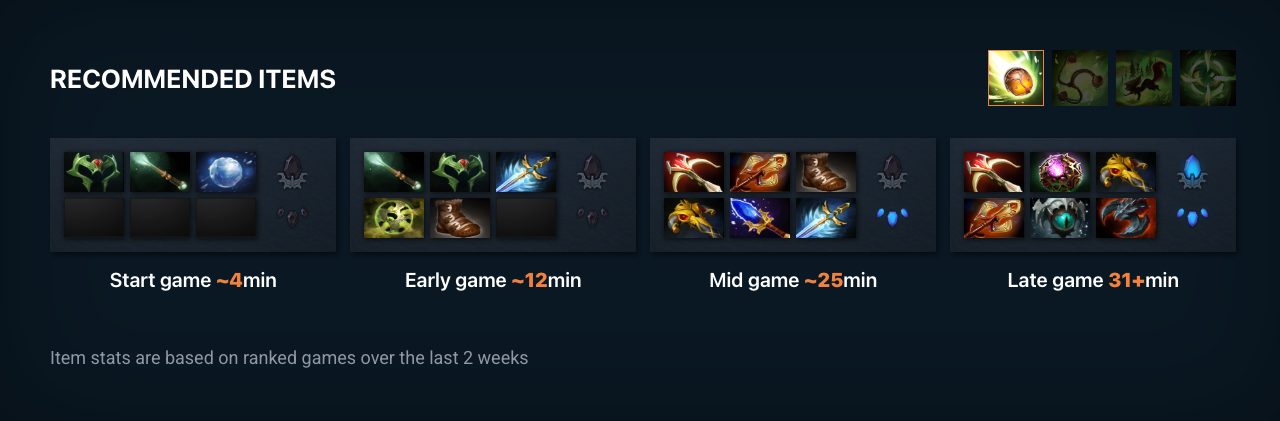 RECOMMENDED ITEMS
Start game ~4min
Early game ~12min
Mid game ~25min
Late game 31+min
Item stats are based on ranked games over the last 2 weeks